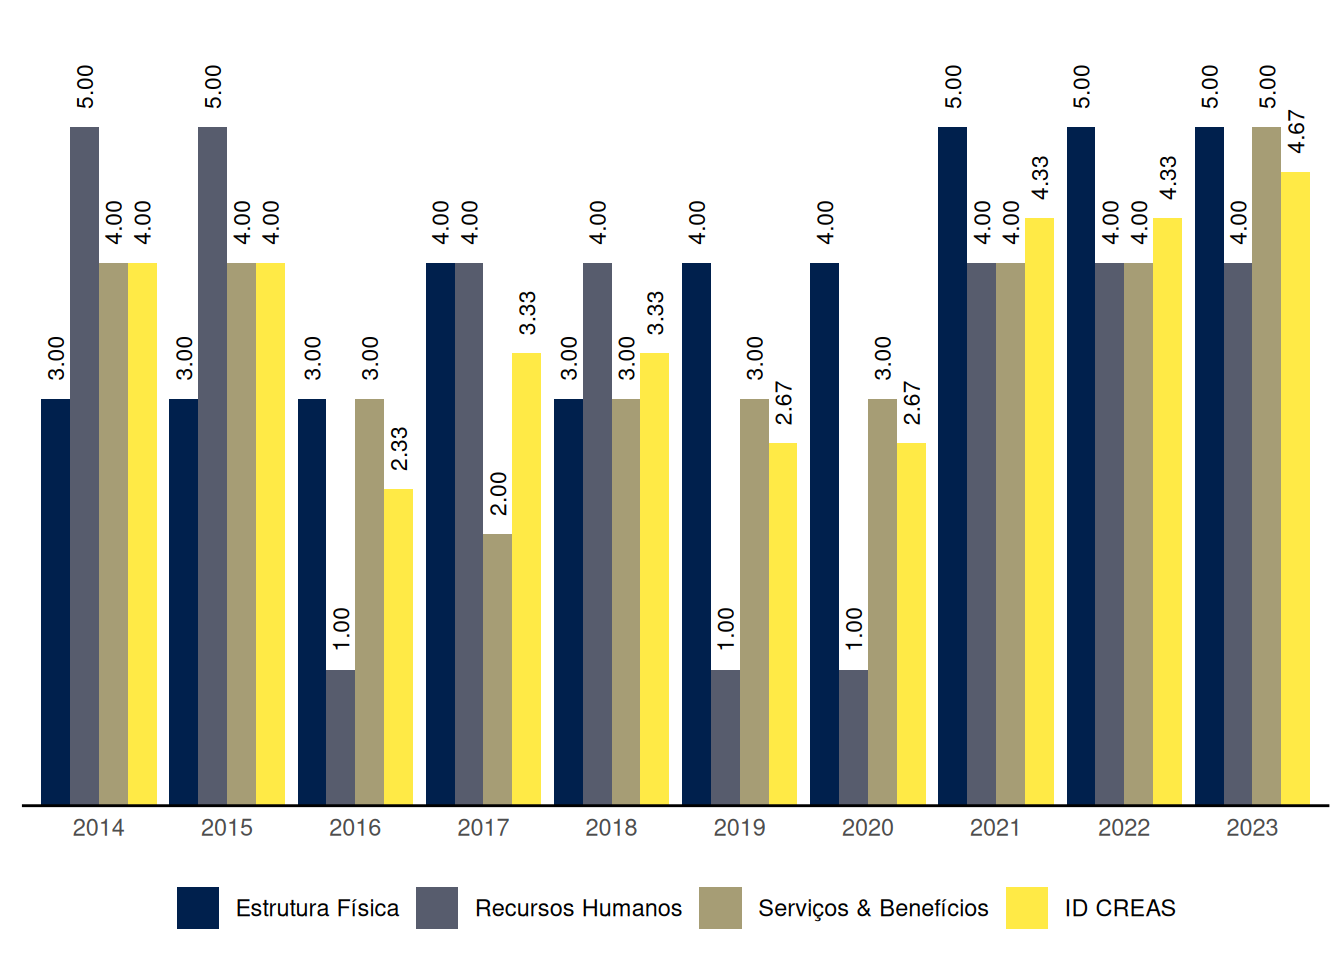 3.00 5.00 4.00 4.00 3.00 5.00 4.00 4.00 3.00 1.00 3.00 2.33 4.00 4.00 2.00 3.33 3.00 4.00 3.00 3.33 4.00 1.00 3.00 2.67 4.00 1.00 3.00 2.67 5.00 4.00 4.00 4.33 5.00 4.00 4.00 4.33 5.00 4.00 5.00 4.67
2014 2015 2016 2017 2018 2019 2020 2021 2022 2023
Estrutura Física Recursos Humanos Serviços & Benefícios ID CREAS